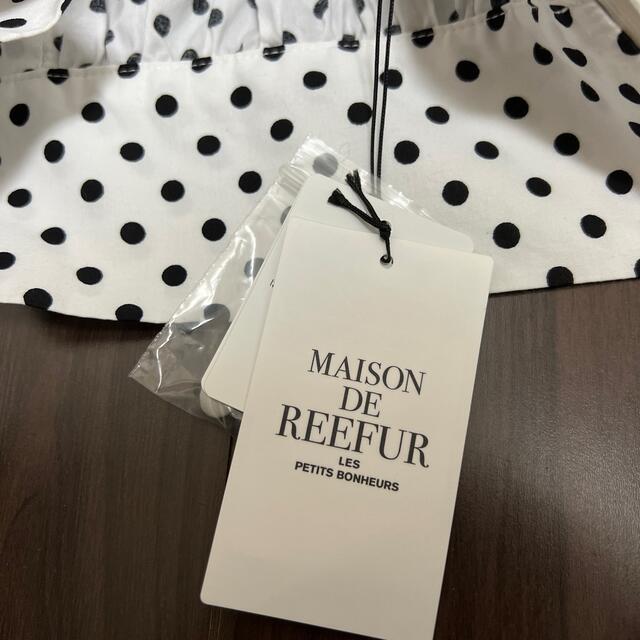 MAISON
DE
REEFUR
LES
PETITS BONHEURS